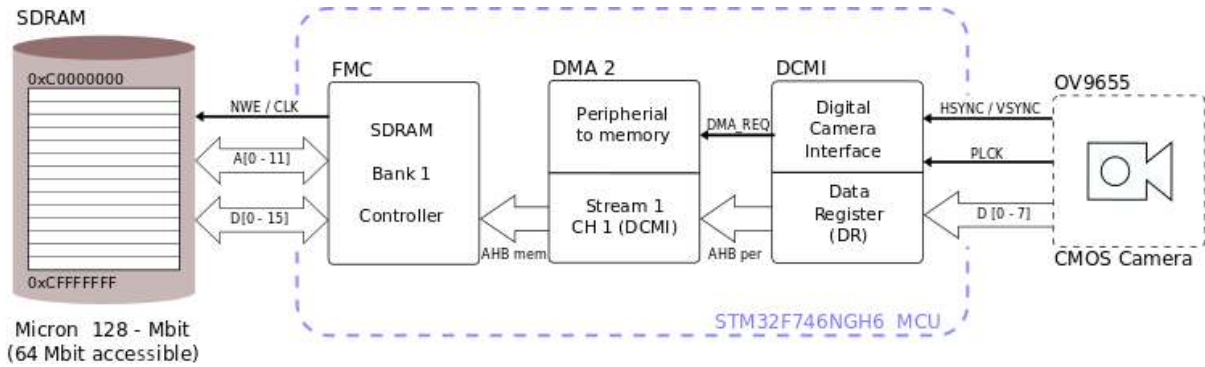 SDRAM
0xC0000000
0xCFFFFFFF
Micron 128 - Mbit
(64 Mbit accessible)
NWE / CLK
A[0 - 11]
D[0 - 15]
FMC
SDRAM
Bank 1
Controller
AHB mem
DMA 2
Peripherial
to memory
Stream 1
CH 1 (DCMI)
DMA_REQ
AHB per
DCMI
Digital
Camera
Interface
Data
Register
(DR)
HSYNC / VSYNC
PLCK
D [0 - 7]
OV9655
CMOS Camera
STM32F746NGH6 MCU